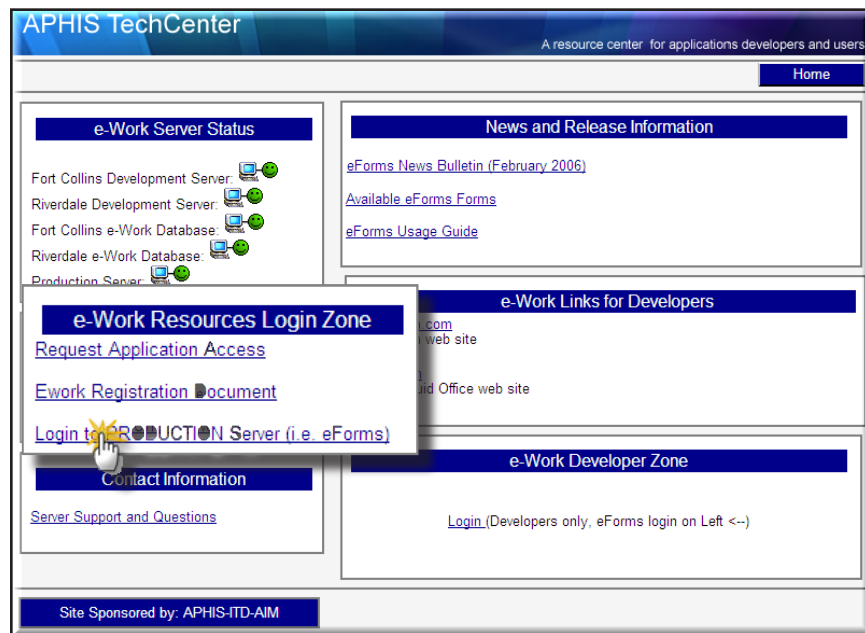 APHIS TechCenter
A resource center for applications developers and users
Home
e-Work Server Status
Fort Collins Development Server:
Riverdale Development Server:
Fort Collins e-Work Database:
Riverdale e-Work Database:
Production Server:
News and Release Information
eForms News Bulletin (February 2006)
Available eForms Forms
eForms Usage Guide
e-Work Resources Login Zone
Request Application Access
Ework Registration Document
Login to PRODUCTION Server (i.e. eForms)
e-Work Links for Developers
.com
web site
Office web site
Contact Information
Server Support and Questions
e-Work Developer Zone
Login (Developers only, eForms login on Left <--)
Site Sponsored by: APHIS-ITD-AIM